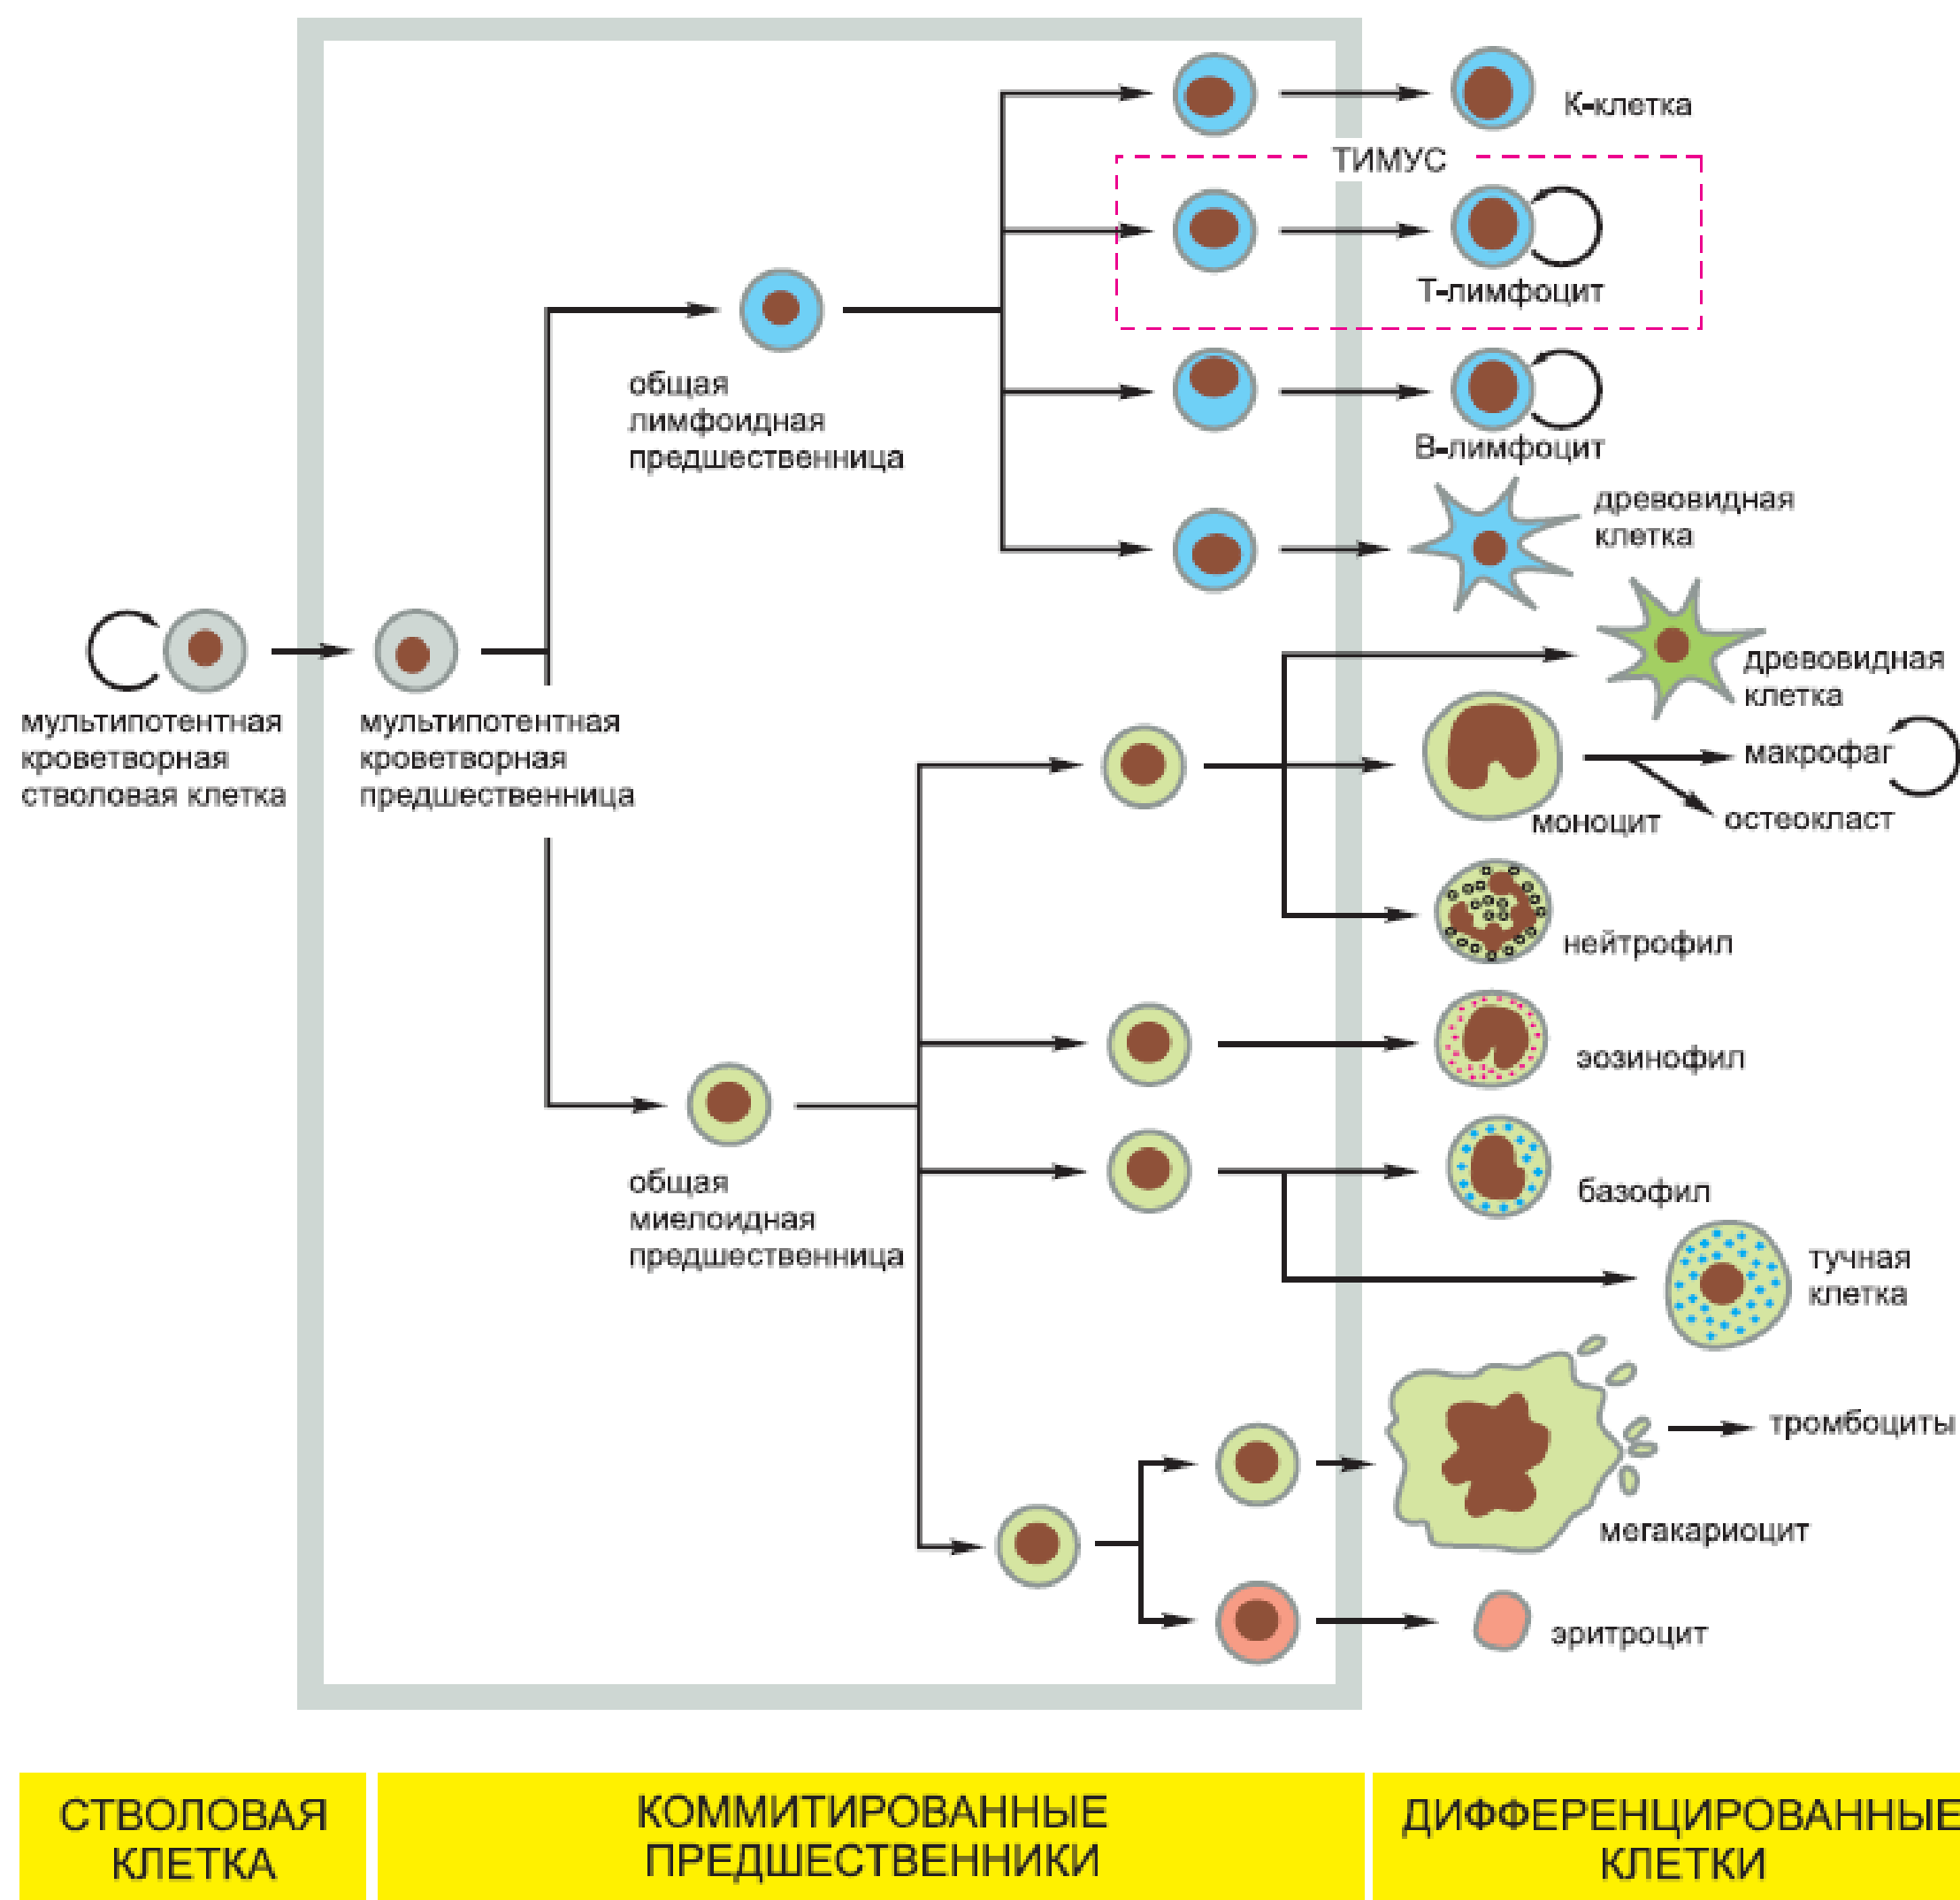 К-клетка
ТИМУС
Т-лимфоцит
общая
лимфоидная
предшественница
В-лимфоцит
древовидная
клетка
мультипотентная
кроветворная
стволовая клетка
мультипотентная
кроветворная
предшественница
древовидная
клетка
макрофаг
моноцит
остеокласт
нейтрофил
эозинофил
общая
миелоидная
предшественница
базофил
тучная
клетка
тромбоциты
мегакариоцит
эритроцит
СТВОЛОВАЯ
КЛЕТКА
КОММИТИРОВАННЫЕ
ПРЕДШЕСТВЕННИКИ
ДИФФЕРЕНЦИРОВАННЫЕ
КЛЕТКИ